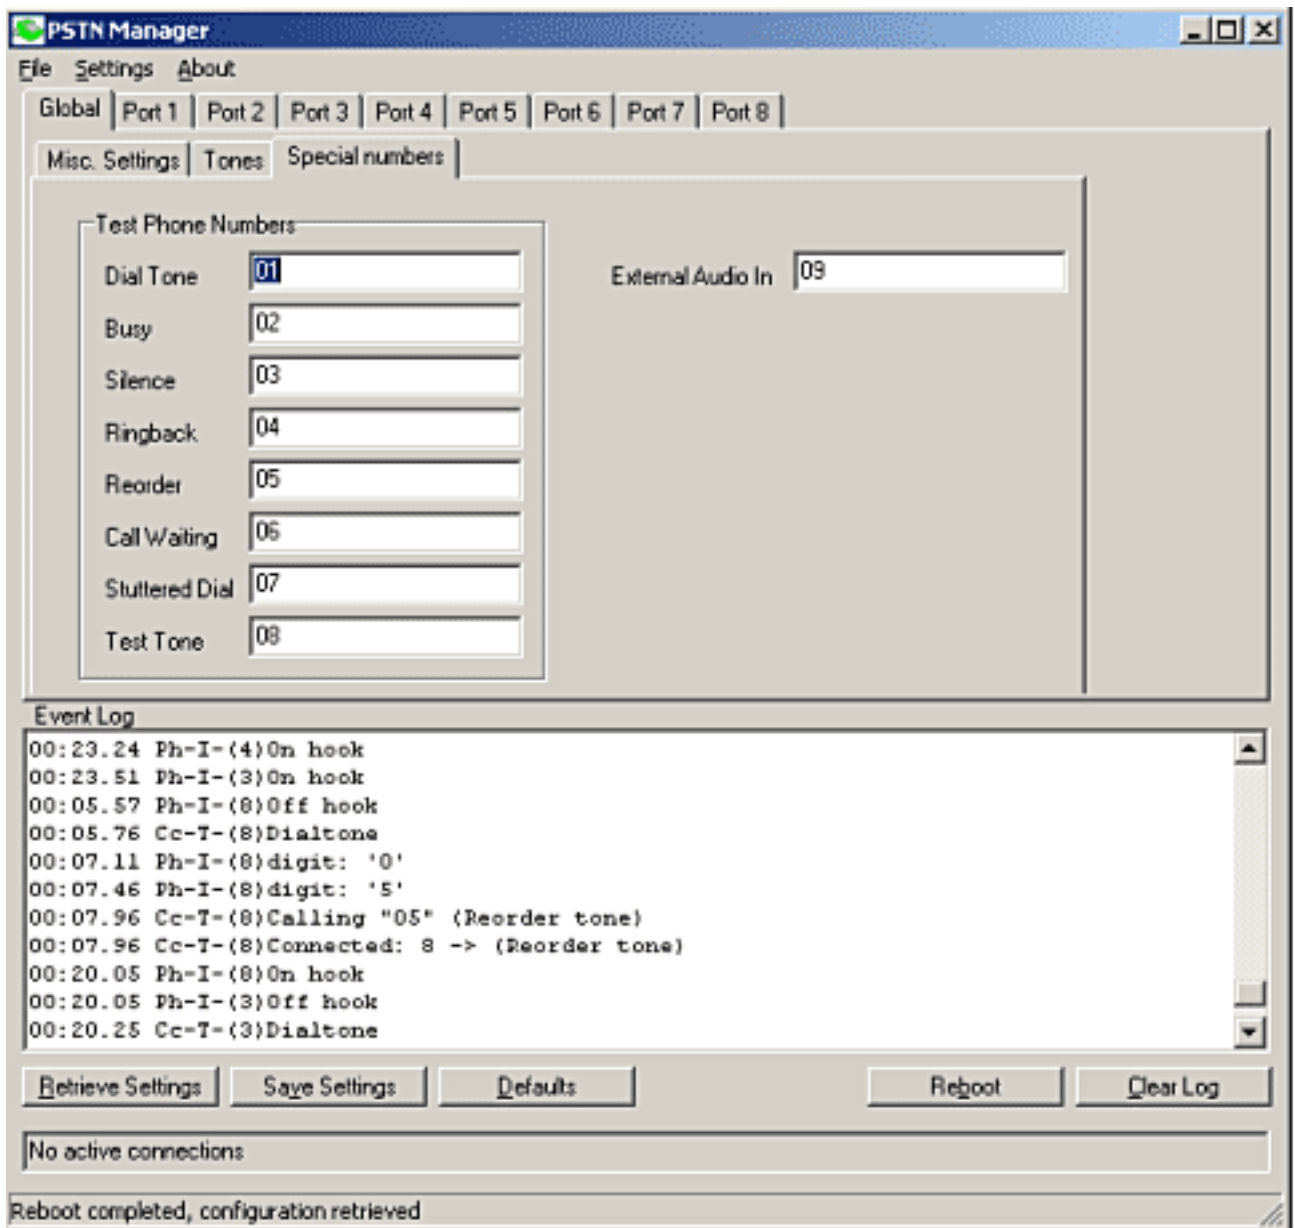 PSTN Manager
File Settings About
Global Port 1 Port 2 Port 3 Port 4 Port 5 Port 6 Port 7 Port 8
Misc. Settings Tones Special numbers
Test Phone Numbers
Dial Tone 01 External Audio In 09
Busy 02
Silence 03
Ringback 04
Reorder 05
Call Waiting 06
Stuttered Dial 07
Test Tone 08
Event Log
00:23.24 Ph-I-(4)On hook
00:23.51 Ph-I-(3)On hook
00:05.57 Ph-I-(8)Off hook
00:05.76 Cc-T-(8)Dialtone
00:07.11 Ph-I-(8)digit: '0'
00:07.46 Ph-I-(8)digit: '5'
00:07.96 Cc-T-(8)Calling "05" (Reorder tone)
00:07.96 Cc-T-(8)Connected: 8 -> (Reorder tone)
00:20.05 Ph-I-(8)On hook
00:20.05 Ph-I-(3)Off hook
00:20.25 Cc-T-(3)Dialtone
Retrieve Settings Save Settings Defaults Reboot Clear Log
No active connections
Reboot completed, configuration retrieved